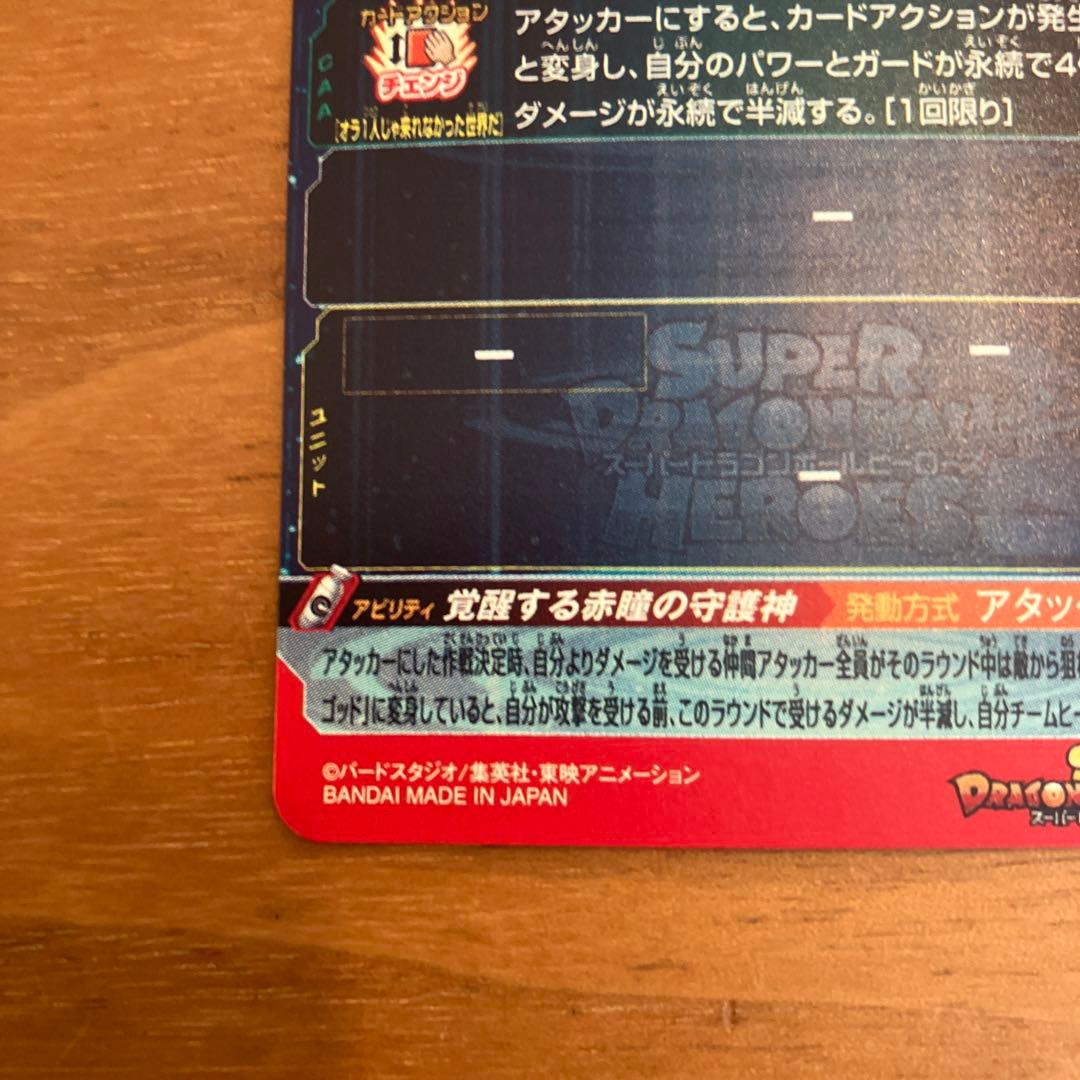 カードアクション
チェンジ
CAA
[オラ1人じゃ来れなかった世界だ]
アタッカーにすると、カードアクションが発生
と変身し、自分のパワーとガードが永続で4
ダメージが永続で半減する。[1回限り]
ー
ー
ー
ー
ユニット
SUPER
DRAGON
スーパードラゴンボールヒーローズ
HEROES
アビリティ 覚醒する赤瞳の守護神 発動方式 アタッ
アタッカーにした作戦決定時、自分よりダメージを受ける仲間アタッカー全員がそのラウンド中は敵から狙
ゴッド」に変身していると、自分が攻撃を受ける前、このラウンドで受けるダメージが半減し、自分チームヒ
©バードスタジオ/集英社・東映アニメーション
BANDAI MADE IN JAPAN
DRAGON
スーパー